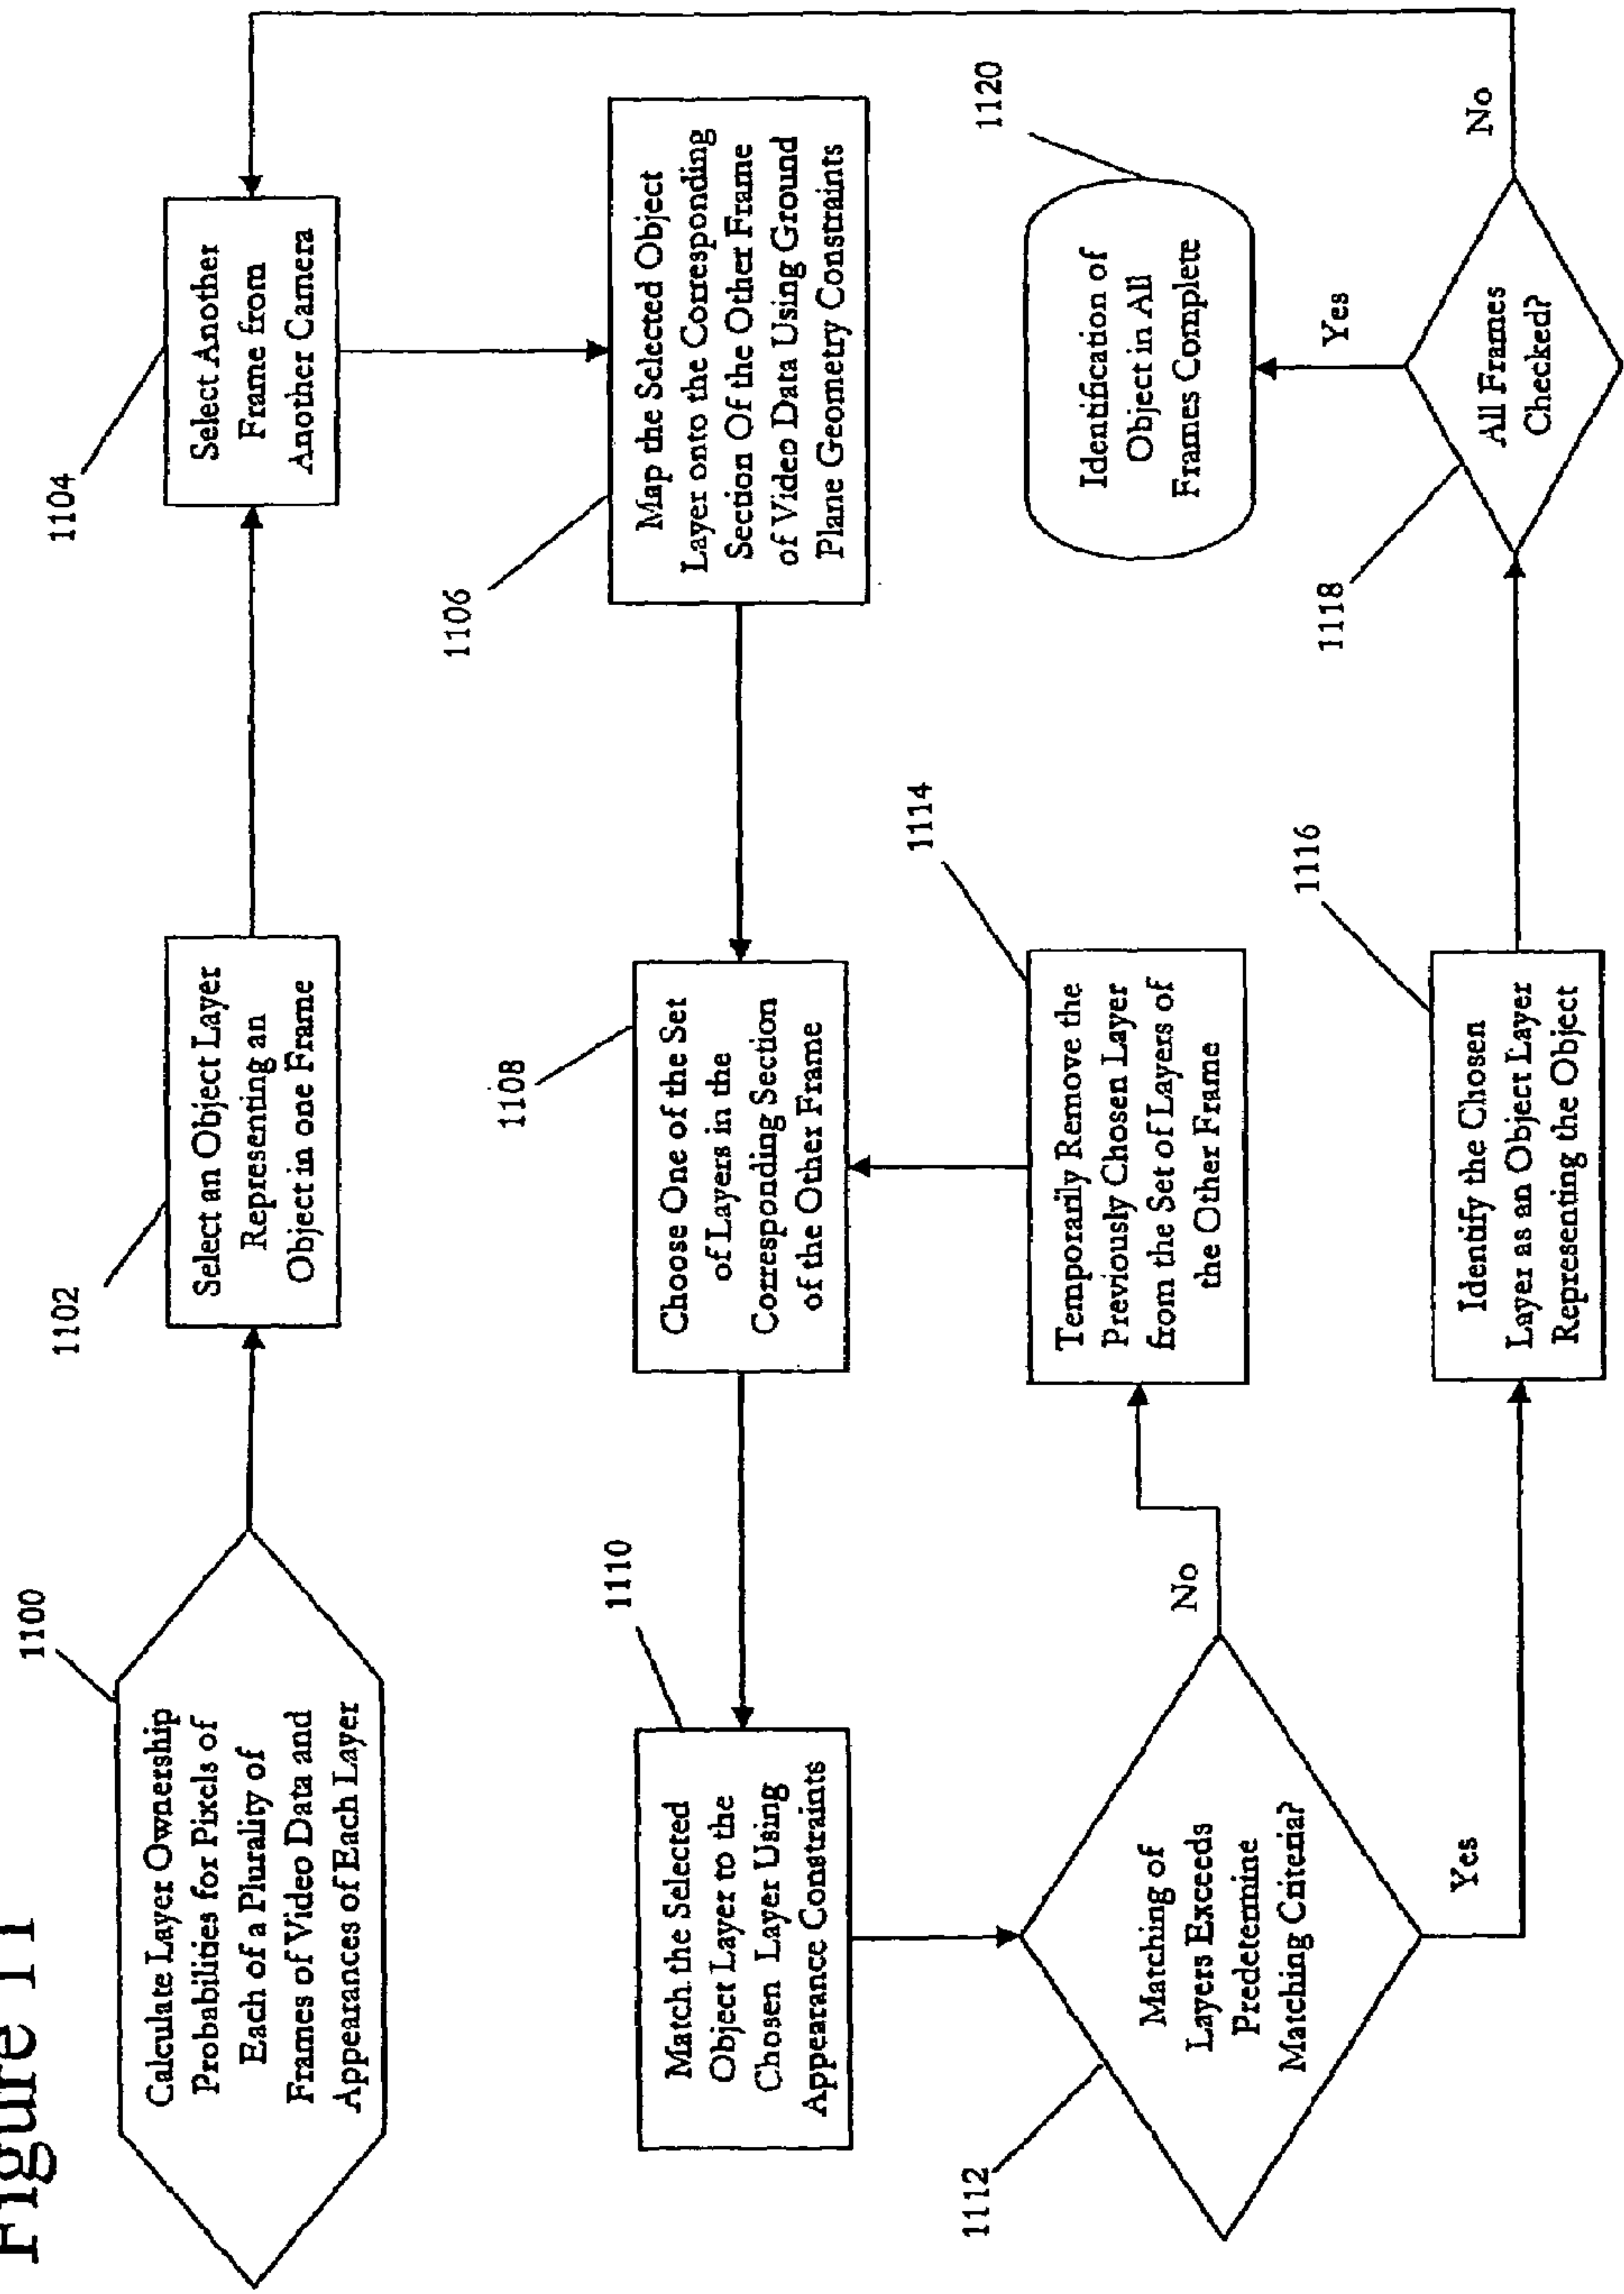 Figure 11
1100
Calculate Layer Ownership
Probabilities for Pixels of
Each of a Plurality of
Frames of Video Data and
Appearances of Each Layer
1102
Select an Object Layer
Representing an
Object in one Frame
1104
Select Another
Frame from
Another Camera
1106
Map the Selected Object
Layer onto the Corresponding
Section Of the Other Frame
of Video Data Using Ground
Plane Geometry Constraints
1108
Choose One of the Set
of Layers in the
Corresponding Section
of the Other Frame
1110
Match the Selected
Object Layer to the
Chosen Layer Using
Appearance Constraints
1112
Matching of
Layers Exceeds
Predetermine
Matching Criteria?
No
Yes
1114
Temporarily Remove the
Previously Chosen Layer
from the Set of Layers of
the Other Frame
1116
Identify the Chosen
Layer as an Object Layer
Representing the Object
1118
All Frames
Checked?
No
Yes
1120
Identification of
Object in All
Frames Complete